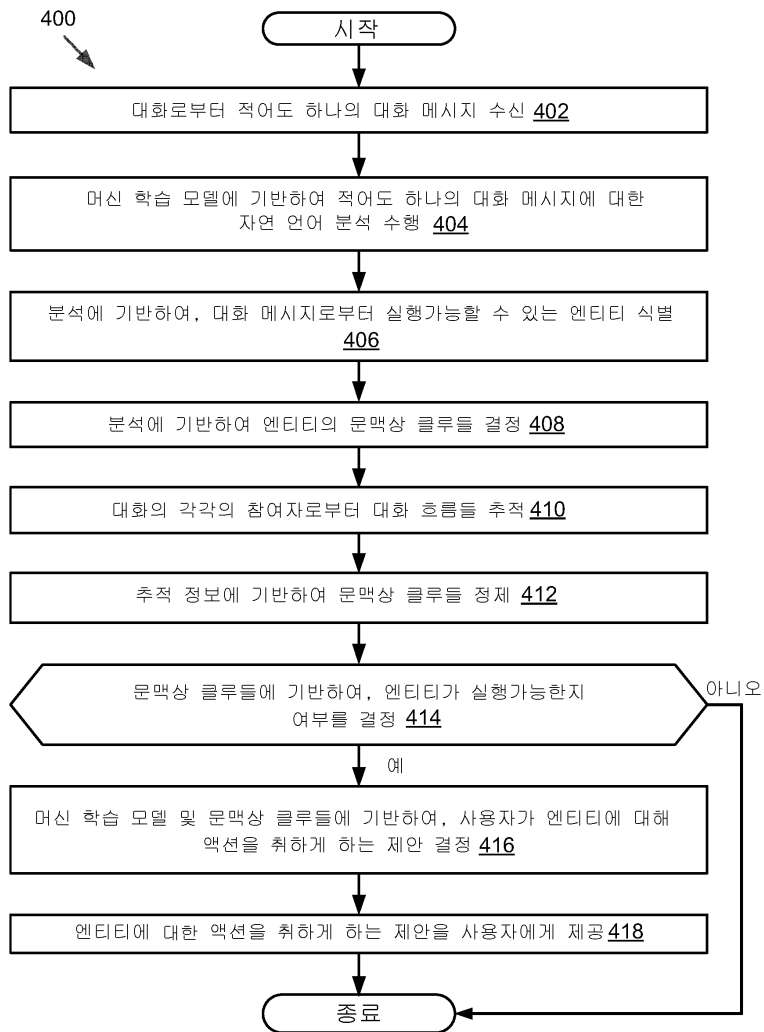 400
시작
대화로부터 적어도 하나의 대화 메시지 수신 402
머신 학습 모델에 기반하여 적어도 하나의 대화 메시지에 대한
자연 언어 분석 수행 404
분석에 기반하여, 대화 메시지로부터 실행가능할 수 있는 엔티티 식별
406
분석에 기반하여 엔티티의 문맥상 클루들 결정 408
대화의 각각의 참여자로부터 대화 흐름들 추적 410
추적 정보에 기반하여 문맥상 클루들 정제 412
문맥상 클루들에 기반하여, 엔티티가 실행가능한지
여부를 결정 414
아니오
예
머신 학습 모델 및 문맥상 클루들에 기반하여, 사용자가 엔티티에 대해
액션을 취하게 하는 제안 결정 416
엔티티에 대한 액션을 취하게 하는 제안을 사용자에게 제공 418
종료